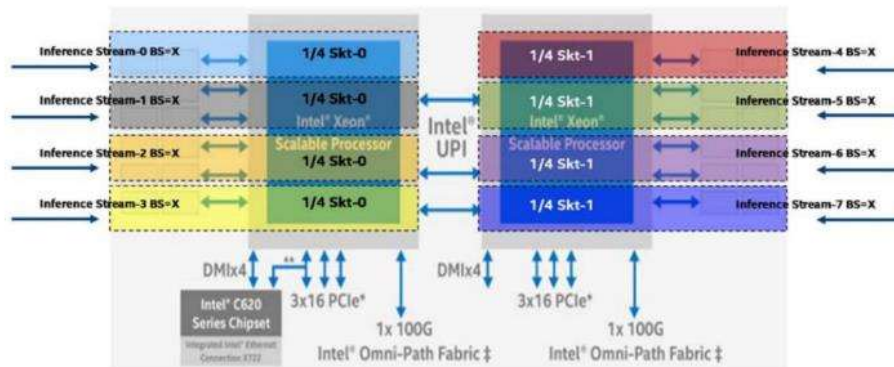 Inference Stream-0 BS=X
1/4 Skt-0
1/4 Skt-1
Inference Stream-4 BS=X
Inference Stream-1 BS=X
1/4 Skt-0
1/4 Skt-1
Inference Stream-5 BS=X
Intel® Xeon®
Intel®
UPI
Intel® Xeon®
Inference Stream-2 BS=X
Scalable Processor
1/4 Skt-0
Scalable Processor
1/4 Skt-1
Inference Stream-6 BS=X
Inference Stream-3 BS=X
1/4 Skt-0
1/4 Skt-1
Inference Stream-7 BS=X
DMIx4
**
DMIx4
Intel® C620
Series Chipset
Integrated Intel® Ethernet
Connection X722
3x16 PCIe*
3x16 PCIe*
1x 100G
Intel® Omni-Path Fabric ‡
1x 100G
Intel® Omni-Path Fabric ‡